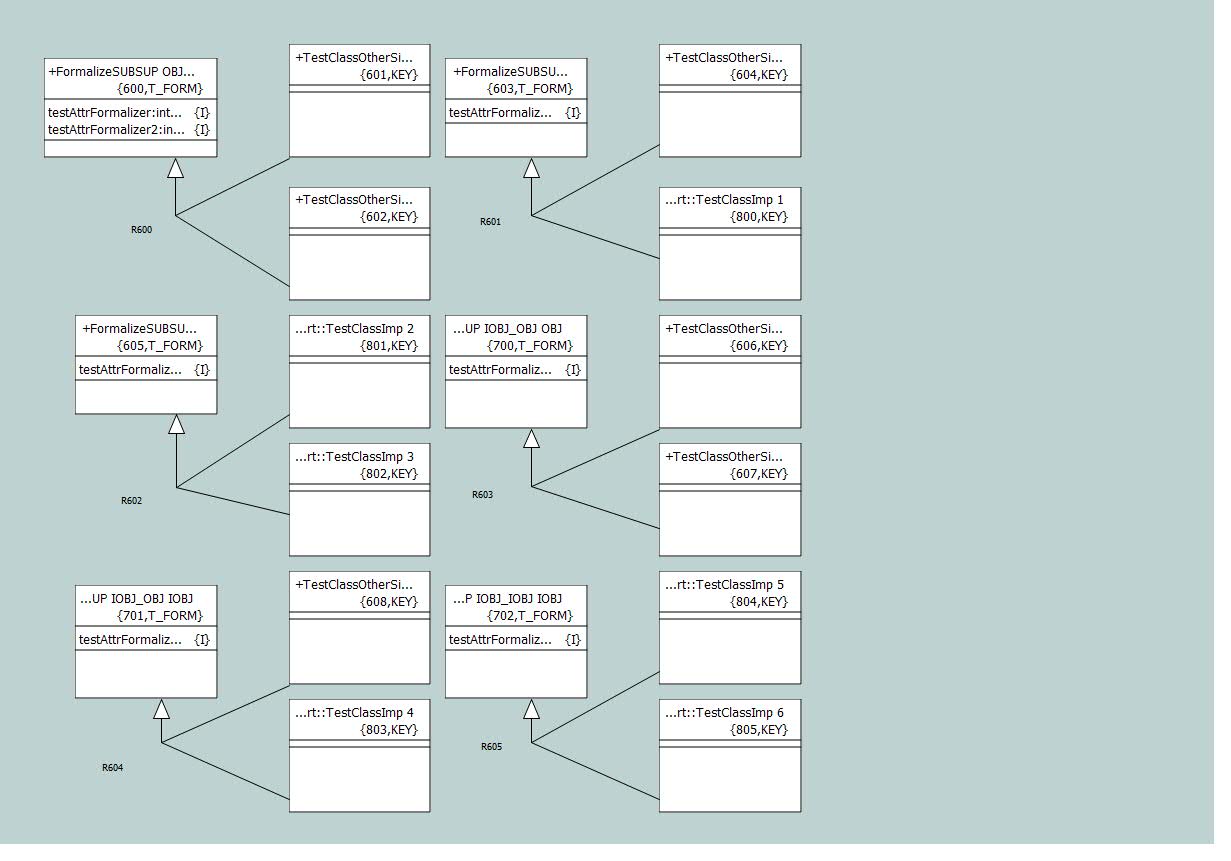 +FormalizeSUBSUP OBJ...
{600,T_FORM}
testAttrFormalizer:int... {I}
testAttrFormalizer2:in... {I}
+TestClassOtherSi...
{601,KEY}
+TestClassOtherSi...
{602,KEY}
R600
+FormalizeSUBSU...
{603,T_FORM}
testAttrFormaliz... {I}
+TestClassOtherSi...
{604,KEY}
...rt::TestClassImp 1
{800,KEY}
R601
+FormalizeSUBSU...
{605,T_FORM}
testAttrFormaliz... {I}
...rt::TestClassImp 2
{801,KEY}
...rt::TestClassImp 3
{802,KEY}
R602
...UP IOBJ_OBJ OBJ
{700,T_FORM}
testAttrFormaliz... {I}
+TestClassOtherSi...
{606,KEY}
+TestClassOtherSi...
{607,KEY}
R603
...UP IOBJ_OBJ IOBJ
{701,T_FORM}
testAttrFormaliz... {I}
+TestClassOtherSi...
{608,KEY}
...rt::TestClassImp 4
{803,KEY}
R604
...P IOBJ_IOBJ IOBJ
{702,T_FORM}
testAttrFormaliz... {I}
...rt::TestClassImp 5
{804,KEY}
...rt::TestClassImp 6
{805,KEY}
R605